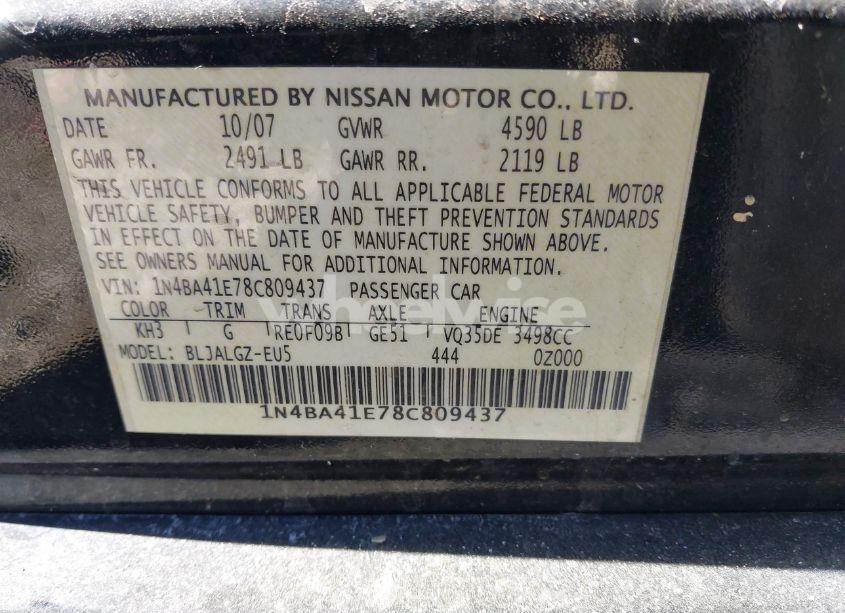 MANUFACTURED BY NISSAN MOTOR CO., LTD.
DATE 10/07 GVWR 4590 LB
GAWR FR. 2491 LB GAWR RR. 2119 LB
THIS VEHICLE CONFORMS TO ALL APPLICABLE FEDERAL MOTOR
VEHICLE SAFETY, BUMPER AND THEFT PREVENTION STANDARDS
IN EFFECT ON THE DATE OF MANUFACTURE SHOWN ABOVE.
SEE OWNERS MANUAL FOR ADDITIONAL INFORMATION.
VIN: 1N4BA41E78C809437 PASSENGER CAR
COLOR TRIM TRANS AXLE ENGINE
KH3 G RE0F09B GE51 VQ35DE 3498CC
MODEL: BLJALGZ-EU5 444 0Z000
1N4BA41E78C809437
wheelwise